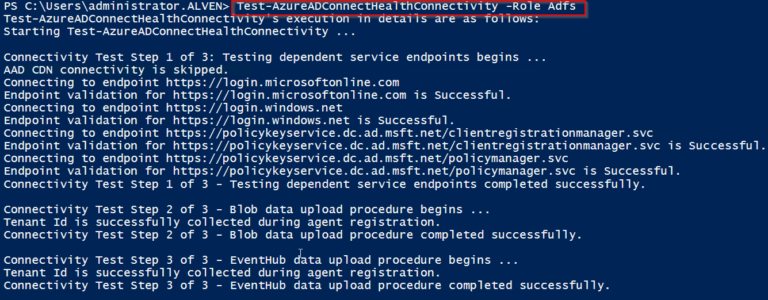 PS C:\Users\administrator.ALVEN> Test-AzureADConnectHealthConnectivity -Role Adfs
Test-AzureADConnectHealthConnectivity's execution in details are as follows:
Starting Test-AzureADConnectHealthConnectivity ...
Connectivity Test Step 1 of 3: Testing dependent service endpoints begins ...
AAD CDN connectivity is skipped.
Connecting to endpoint https://login.microsoftonline.com
Endpoint validation for https://login.microsoftonline.com is Successful.
Connecting to endpoint https://login.windows.net
Endpoint validation for https://login.windows.net is Successful.
Connecting to endpoint https://policykeyservice.dc.ad.msft.net/clientregistrationmanager.svc
Endpoint validation for https://policykeyservice.dc.ad.msft.net/clientregistrationmanager.svc is Successful.
Connecting to endpoint https://policykeyservice.dc.ad.msft.net/policymanager.svc
Endpoint validation for https://policykeyservice.dc.ad.msft.net/policymanager.svc is Successful.
Connectivity Test Step 1 of 3 - Testing dependent service endpoints completed successfully.
Connectivity Test Step 2 of 3 - Blob data upload procedure begins ...
Tenant Id is successfully collected during agent registration.
Connectivity Test Step 2 of 3 - Blob data upload procedure completed successfully.
Connectivity Test Step 3 of 3 - EventHub data upload procedure begins ...
Tenant Id is successfully collected during agent registration.
Connectivity Test Step 3 of 3 - EventHub data upload procedure completed successfully.